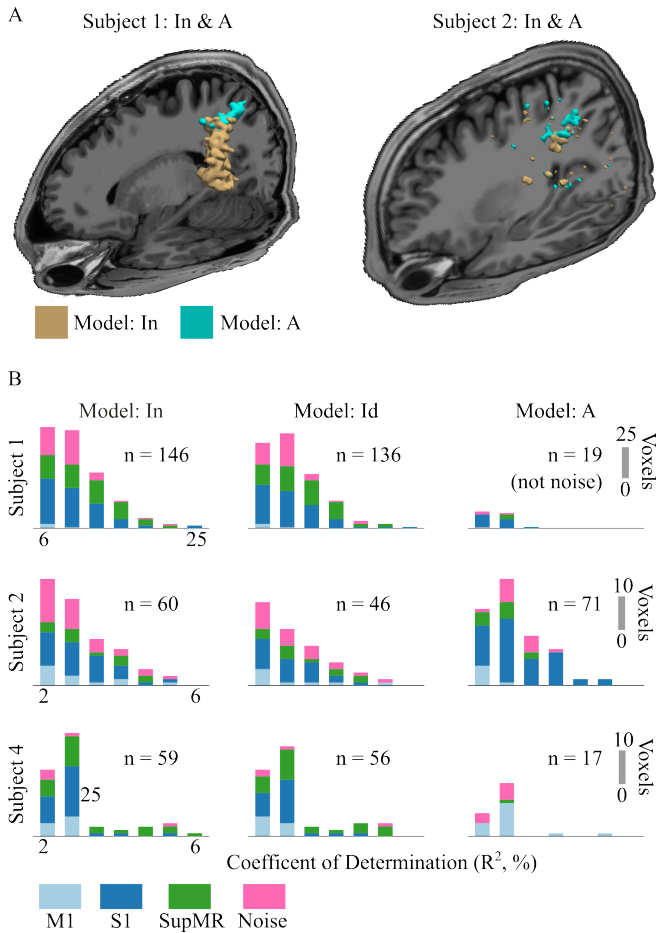 A
Subject 1: In & A
Subject 2: In & A
Model: In
Model: A
B
Model: In
Model: Id
Model: A
Subject 1
n = 146
n = 136
n = 19
(not noise)
25
0
Voxels
6
25
Subject 2
n = 60
n = 46
n = 71
10
0
Voxels
2
6
Subject 4
n = 59
n = 56
n = 17
10
0
Voxels
25
2
6
Coefficent of Determination (R², %)
M1
S1
SupMR
Noise